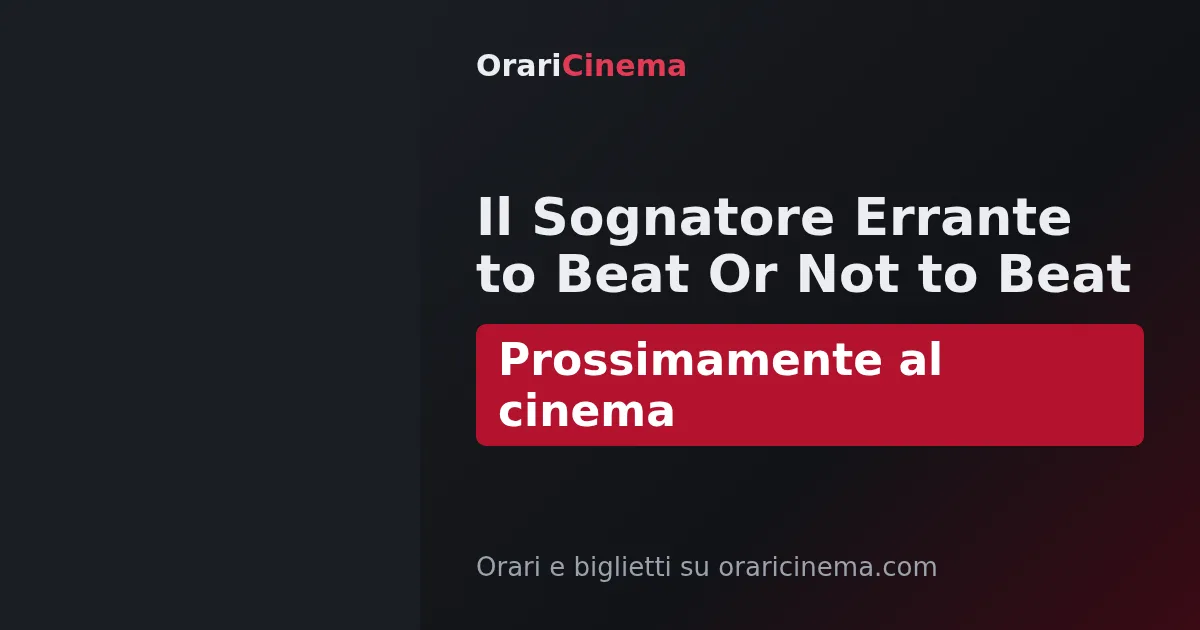 OrariCinema
Il Sognatore Errante
to Beat Or Not to Beat
Prossimamente al
cinema
Orari e biglietti su oraricinema.com